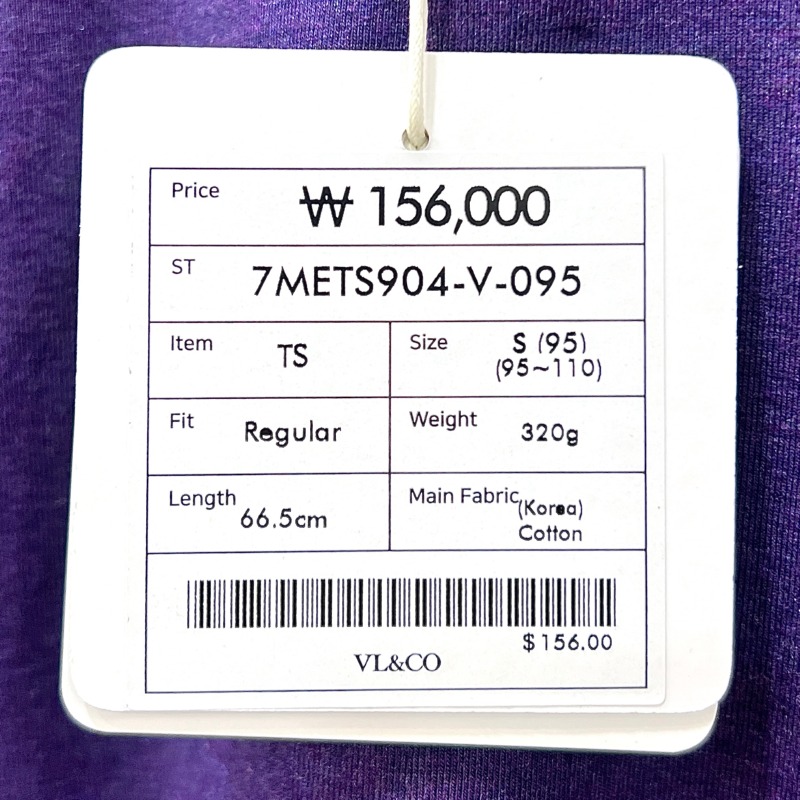 Price ₩ 156,000
ST 7METS904-V-095
Item TS
Size S (95)
(95~110)
Fit Regular
Weight 320g
Length 66.5cm
Main Fabric (Korea)
Cotton
$156.00
VL&CO